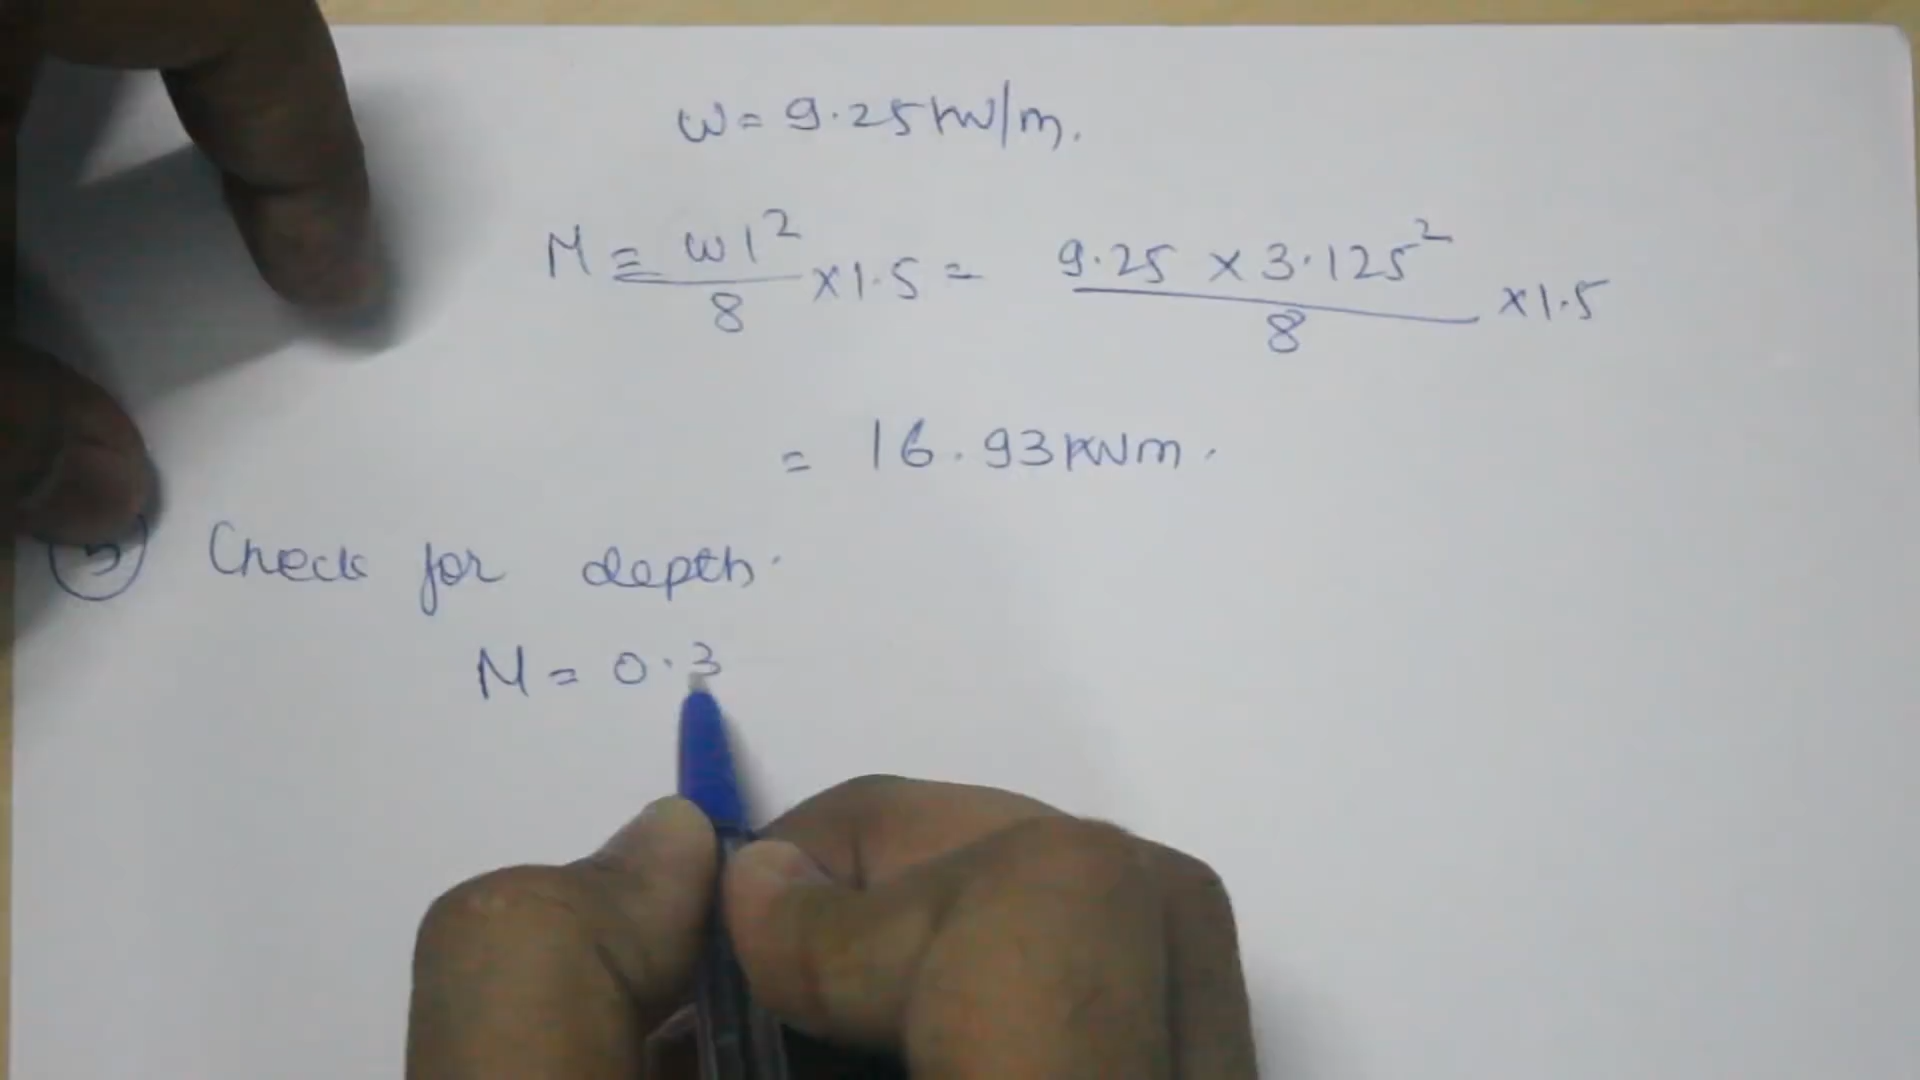 w = 9.25 kN/m.
M = wl²/8 × 1.5 = 9.25 × 3.125²/8 × 1.5
= 16.93 kNm.
Check for depth.
M = 0.3